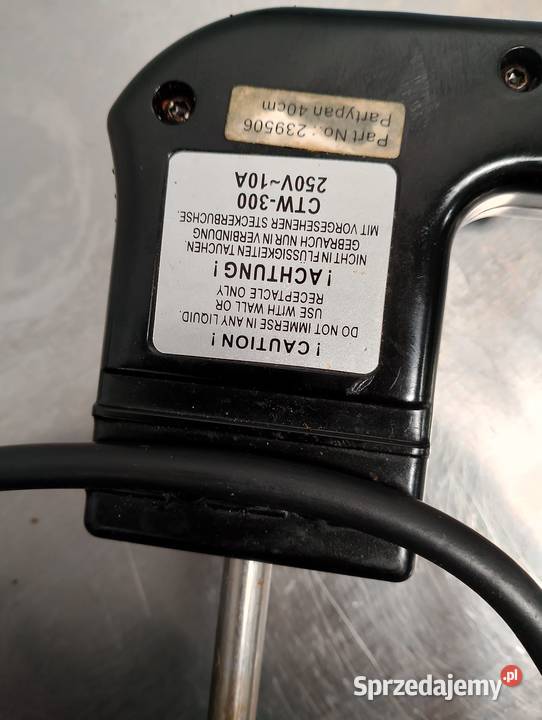 ! CAUTION !
DO NOT IMMERSE IN ANY LIQUID.
USE WITH WALL OR
RECEPTACLE ONLY
! ACHTUNG !
NICHT IN FLÜSSIGKEITEN TAUCHEN.
GEBRAUCH NUR IN VERBINDUNG
MIT VORGESEHENER STECKERBUCHSE.
CTW-300
250V~10A
Part No.: 239506
Partypan 40cm
Sprzedajemy.pl